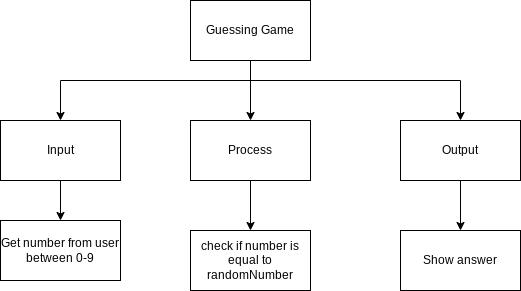 Guessing Game
Input
Process
Output
Get number from user
between 0-9
check if number is
equal to
randomNumber
Show answer